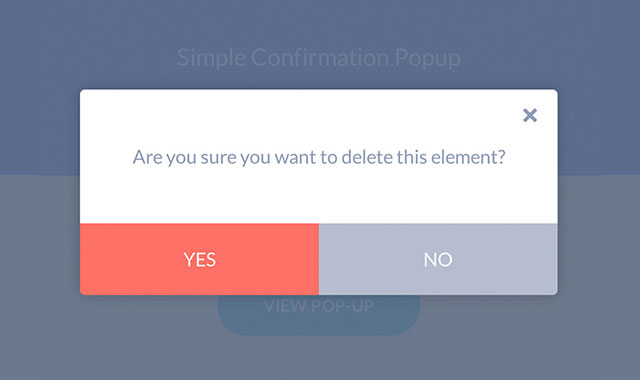 Simple Confirmation Popup
Are you sure you want to delete this element?
YES
NO
VIEW POP-UP